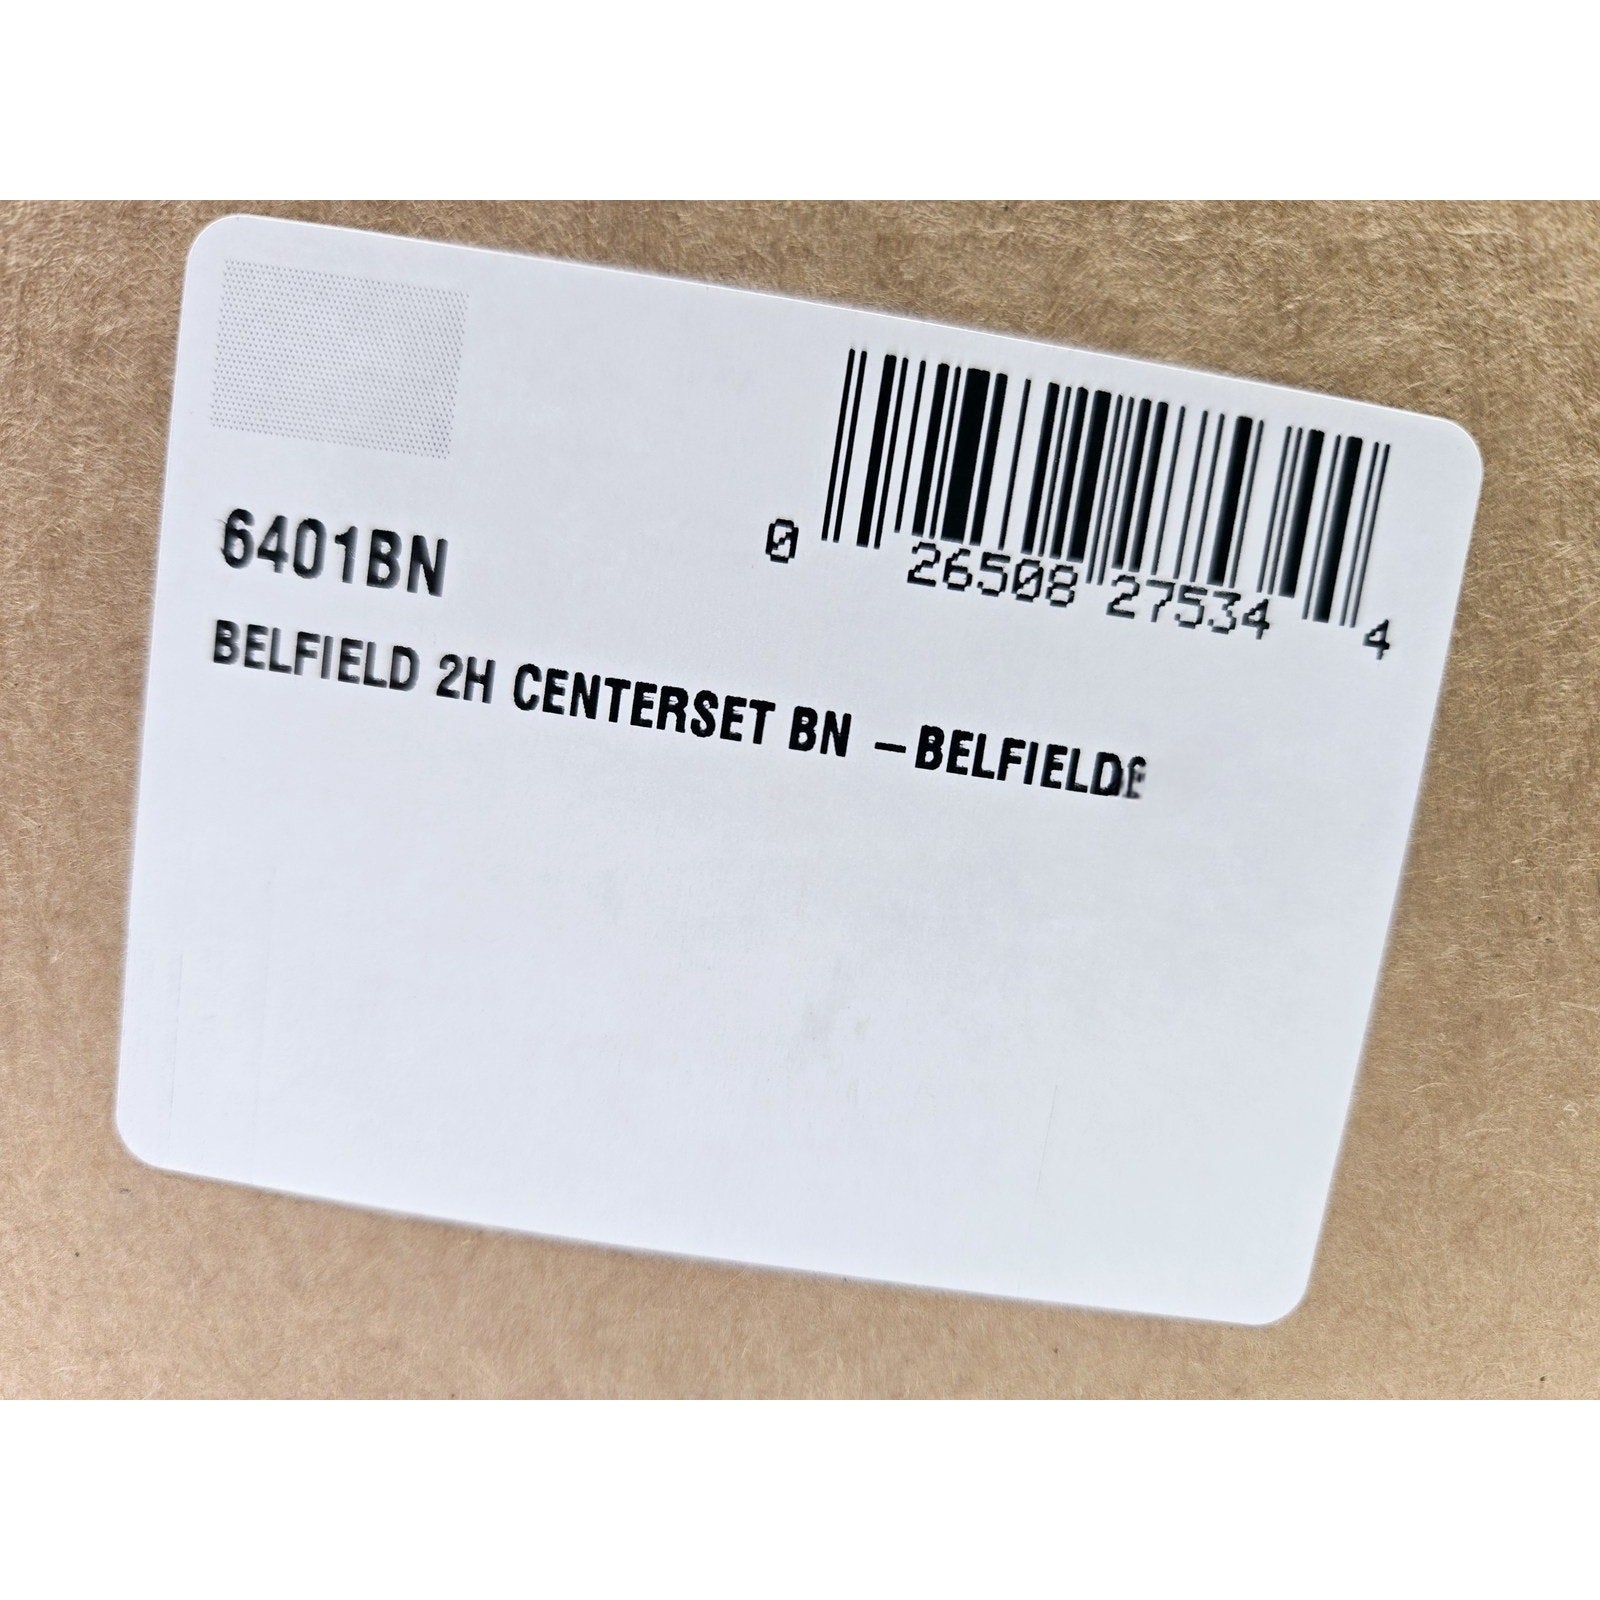 0 26508 27534 4
6401BN
BELFIELD 2H CENTERSET BN –BELFIELD